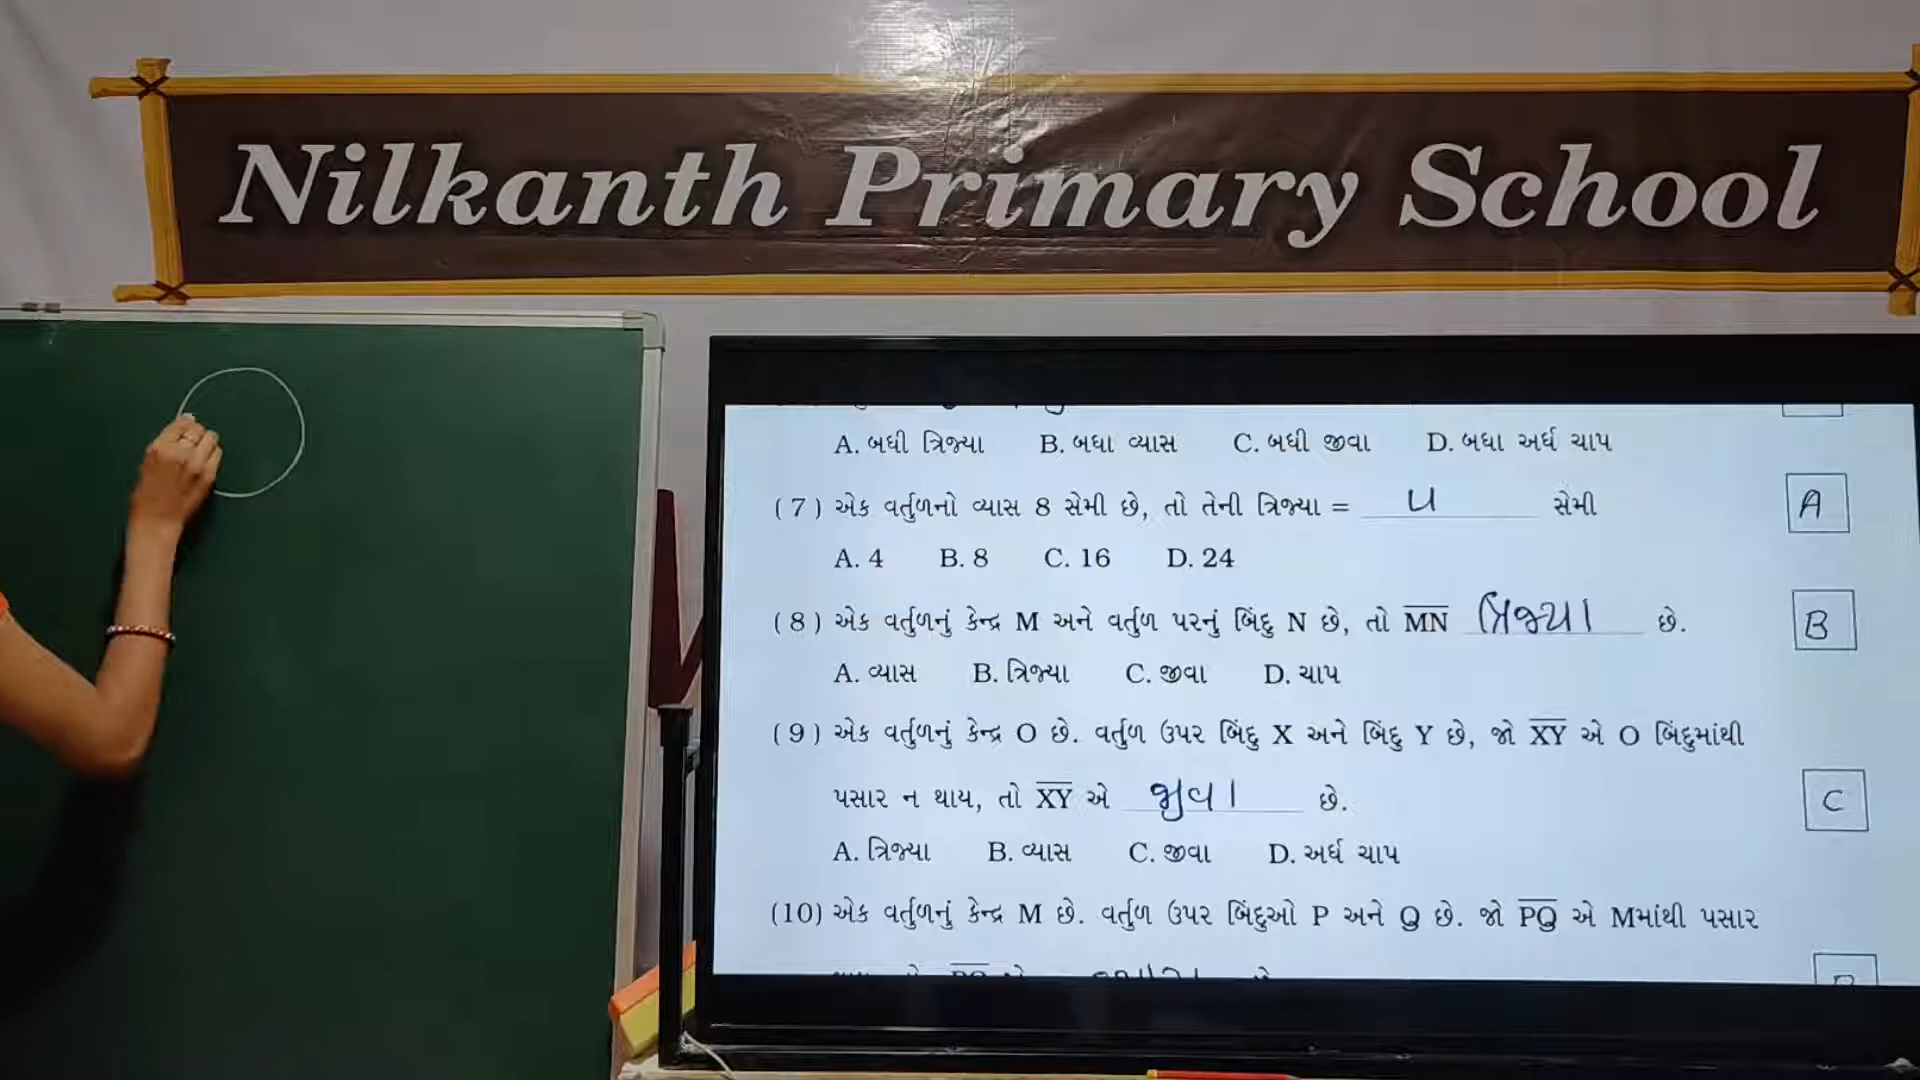 Nilkanth Primary School
A. બધી ત્રિજ્યા B. બધા વ્યાસ C. બધી જીવા D. બધા અર્ધ ચાપ
(7) એક વર્તુળનો વ્યાસ 8 સેમી છે, તો તેની ત્રિજ્યા = ૫ સેમી A
A. 4 B. 8 C. 16 D. 24
(8) એક વર્તુળનું કેન્દ્ર M અને વર્તુળ પરનું બિંદુ N છે, તો MN ત્રિજ્યા છે. B
A. વ્યાસ B. ત્રિજ્યા C. જીવા D. ચાપ
(9) એક વર્તુળનું કેન્દ્ર O છે. વર્તુળ ઉપર બિંદુ X અને બિંદુ Y છે, જો XY એ O બિંદુમાંથી
પસાર ન થાય, તો XY એ જીવા છે. C
A. ત્રિજ્યા B. વ્યાસ C. જીવા D. અર્ધ ચાપ
(10) એક વર્તુળનું કેન્દ્ર M છે. વર્તુળ ઉપર બિંદુઓ P અને Q છે. જો PQ એ Mમાંથી પસાર